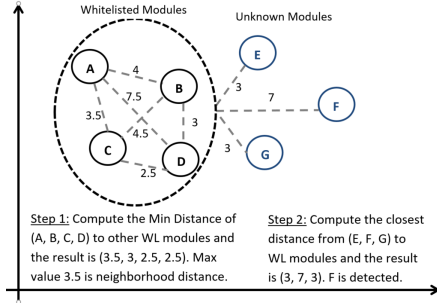 Whitelisted Modules
Unknown Modules
A
4
B
E
7.5
3
7
F
3.5
4.5
3
C
3
G
D
2.5
Step 1: Compute the Min Distance of
(A, B, C, D) to other WL modules and
the result is (3.5, 3, 2.5, 2.5). Max
value 3.5 is neighborhood distance.
Step 2: Compute the closest
distance from (E, F, G) to
WL modules and the result
is (3, 7, 3). F is detected.